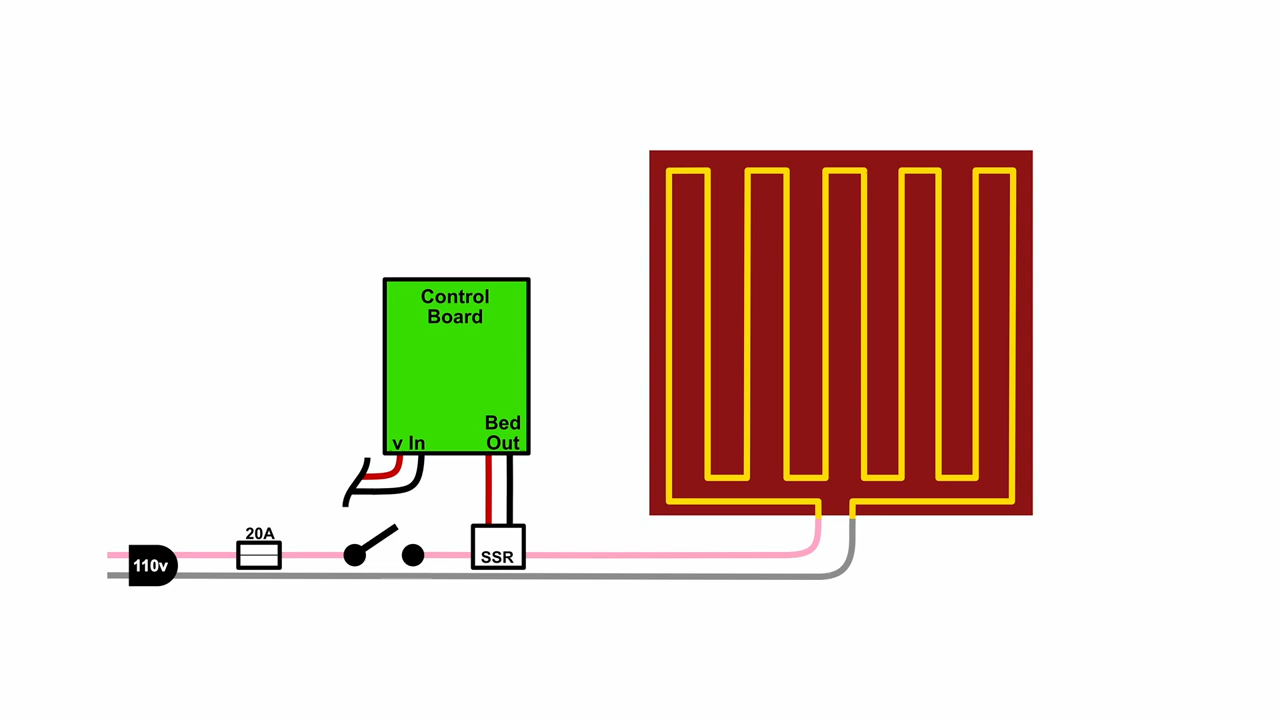 Control
Board
Bed
v In Out
20A
110v
SSR